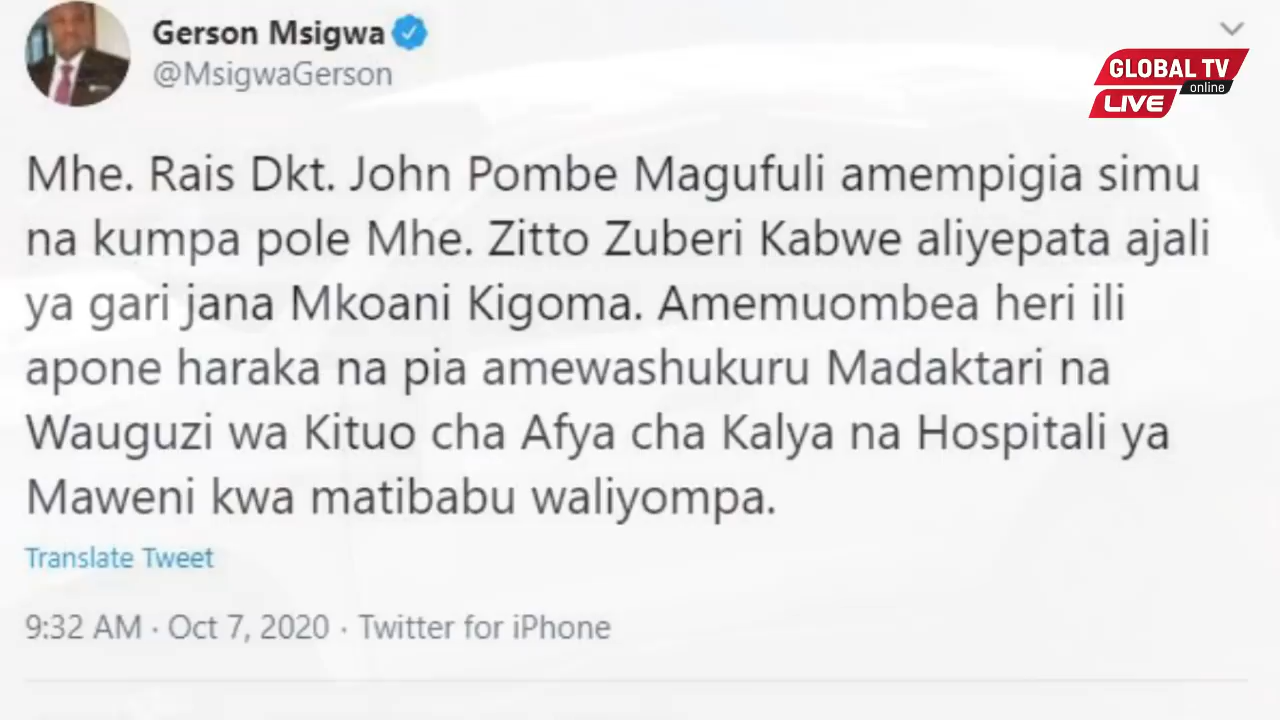 Gerson Msigwa
@MsigwaGerson
GLOBAL TV
online
LIVE
Mhe. Rais Dkt. John Pombe Magufuli amempigia simu
na kumpa pole Mhe. Zitto Zuberi Kabwe aliyepata ajali
ya gari jana Mkoani Kigoma. Amemuombea heri ili
apone haraka na pia amewashukuru Madaktari na
Wauguzi wa Kituo cha Afya cha Kalya na Hospitali ya
Maweni kwa matibabu waliyompa.
Translate Tweet
9:32 AM · Oct 7, 2020 · Twitter for iPhone